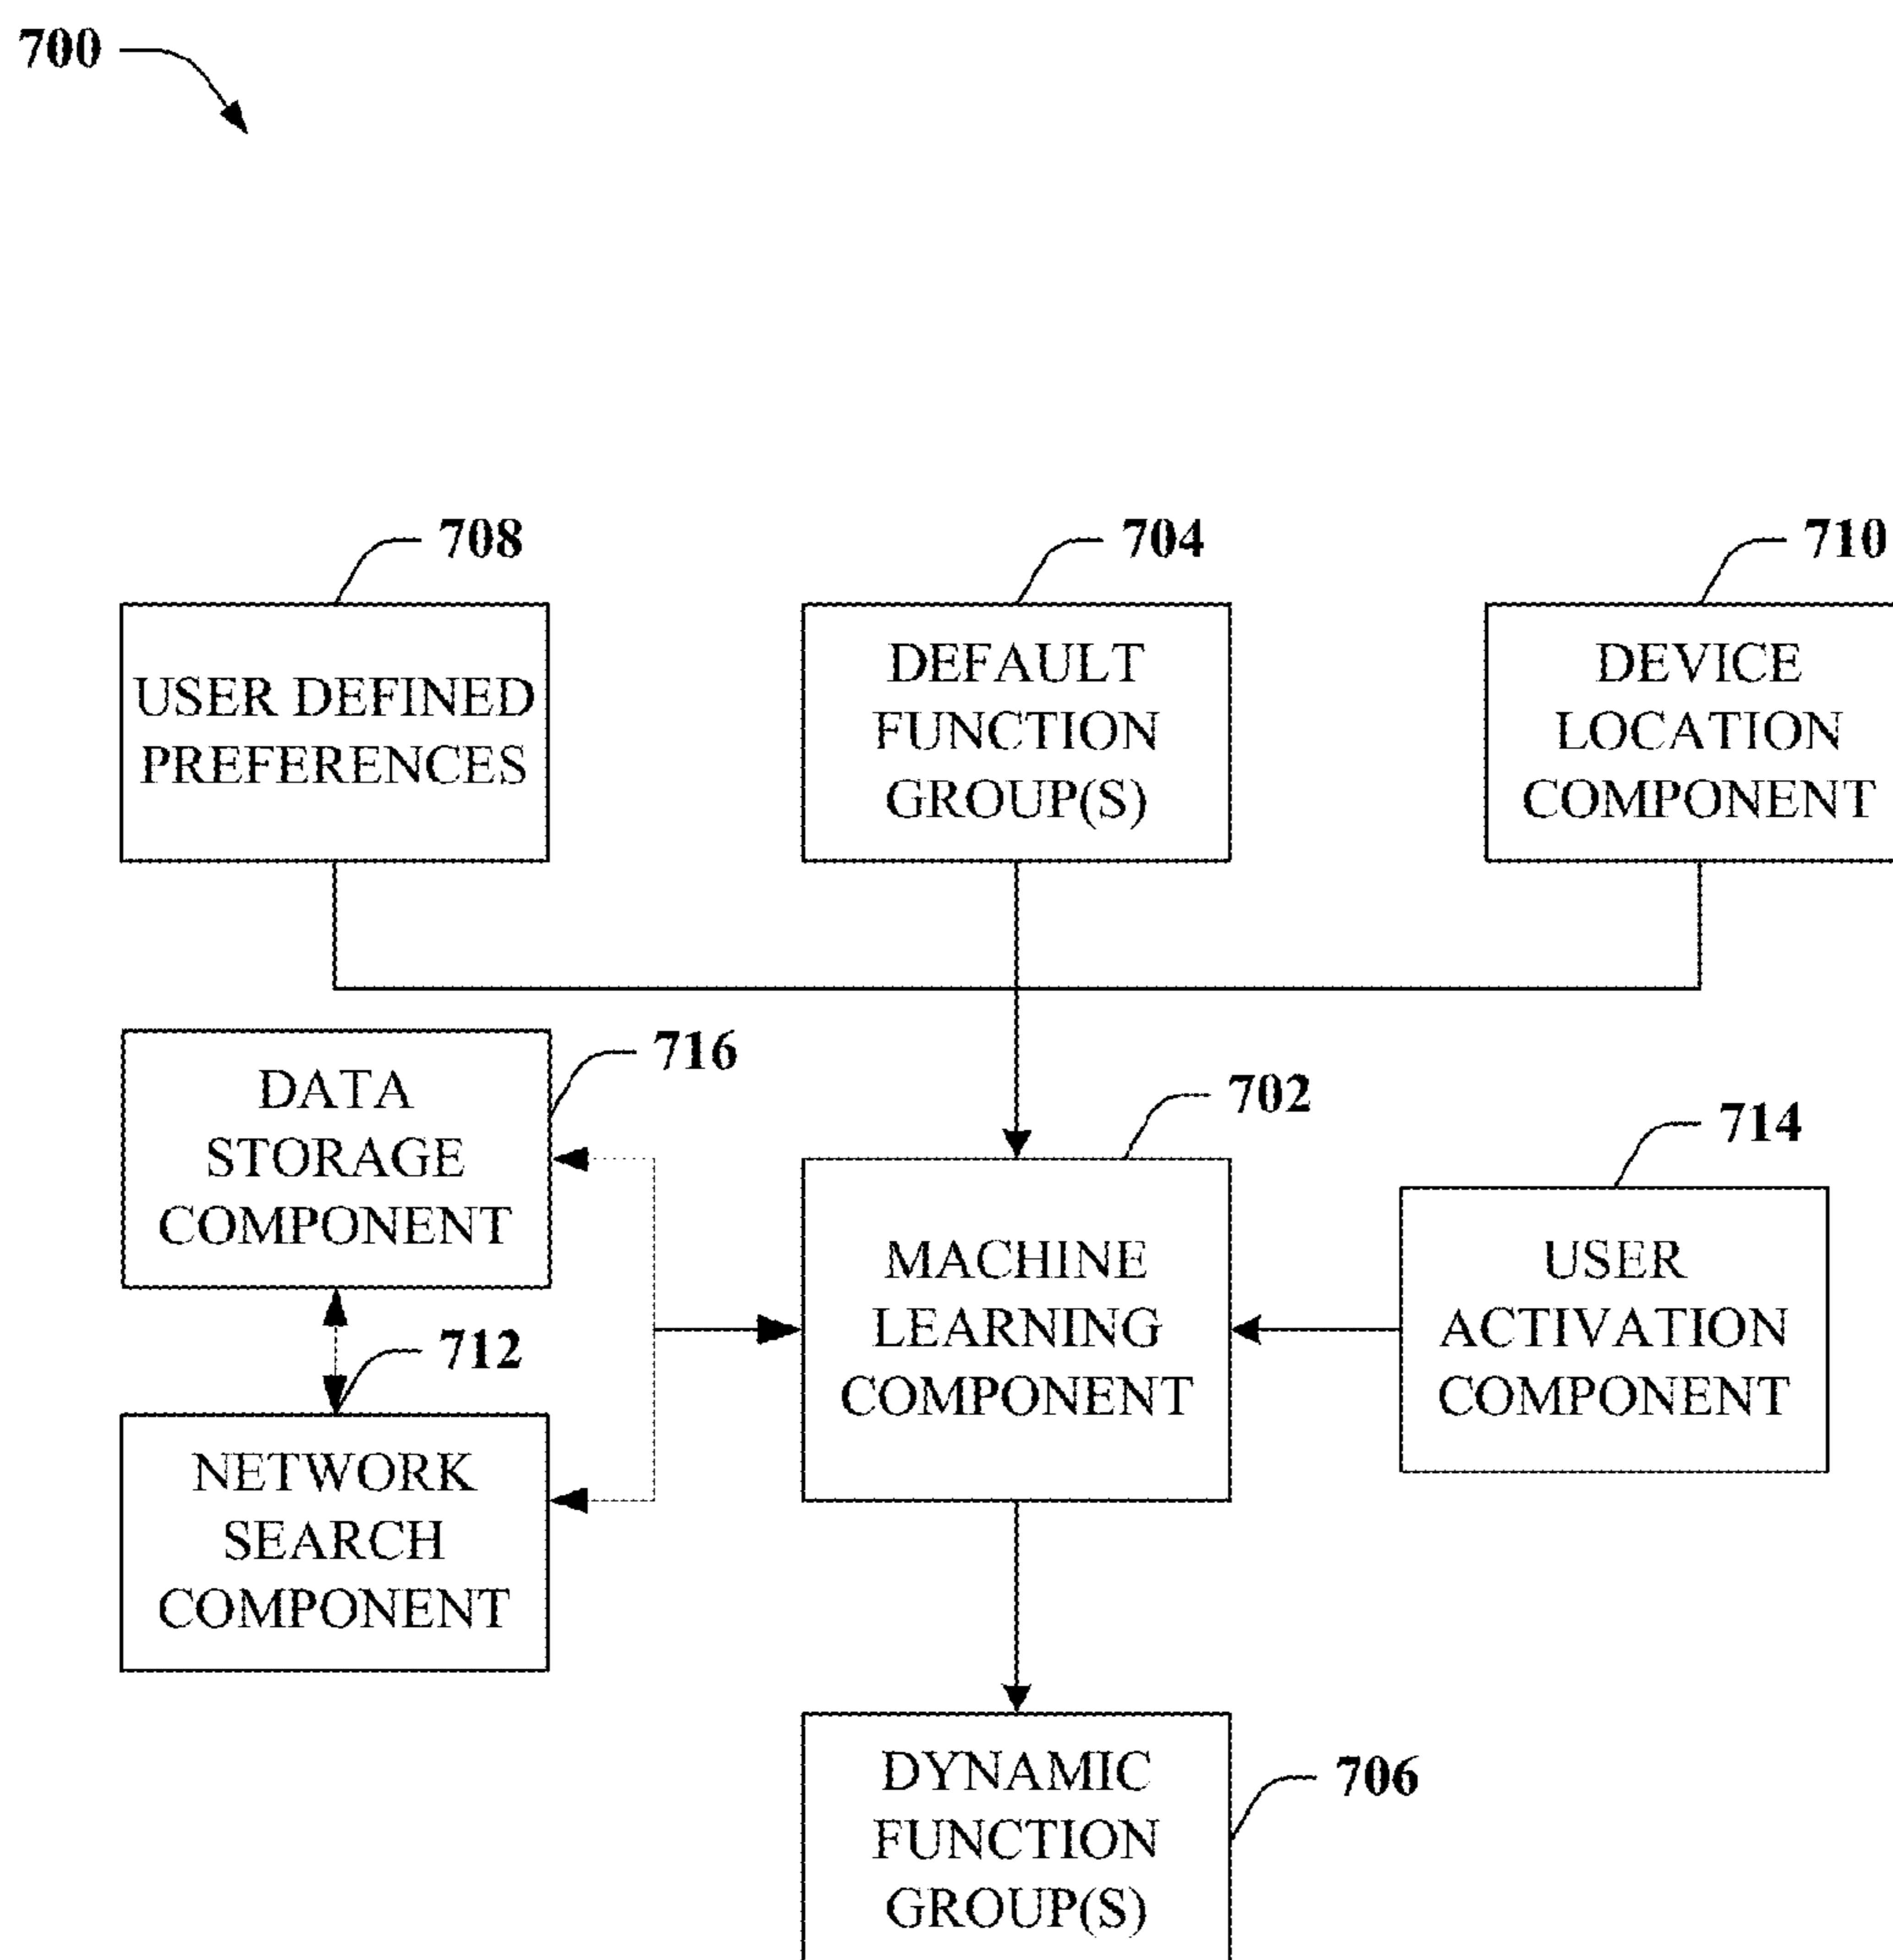 700
708
704
710
USER DEFINED
PREFERENCES
DEFAULT
FUNCTION
GROUP(S)
DEVICE
LOCATION
COMPONENT
716
DATA
STORAGE
COMPONENT
702
714
MACHINE
LEARNING
COMPONENT
USER
ACTIVATION
COMPONENT
712
NETWORK
SEARCH
COMPONENT
706
DYNAMIC
FUNCTION
GROUP(S)